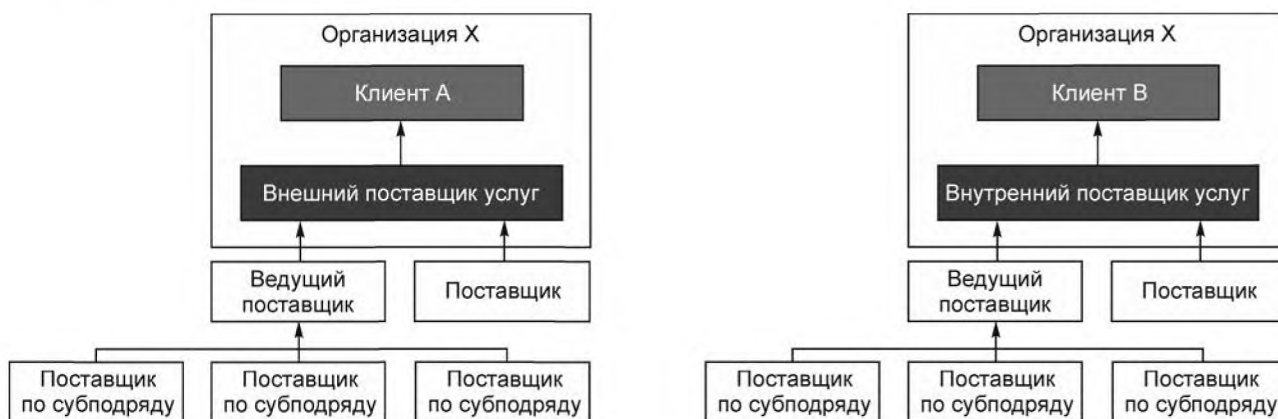 Организация X
Клиент A
Внешний поставщик услуг
Ведущий
поставщик
Поставщик
Поставщик
по субподряду
Поставщик
по субподряду
Поставщик
по субподряду
Организация X
Клиент B
Внутренний поставщик услуг
Ведущий
поставщик
Поставщик
Поставщик
по субподряду
Поставщик
по субподряду
Поставщик
по субподряду